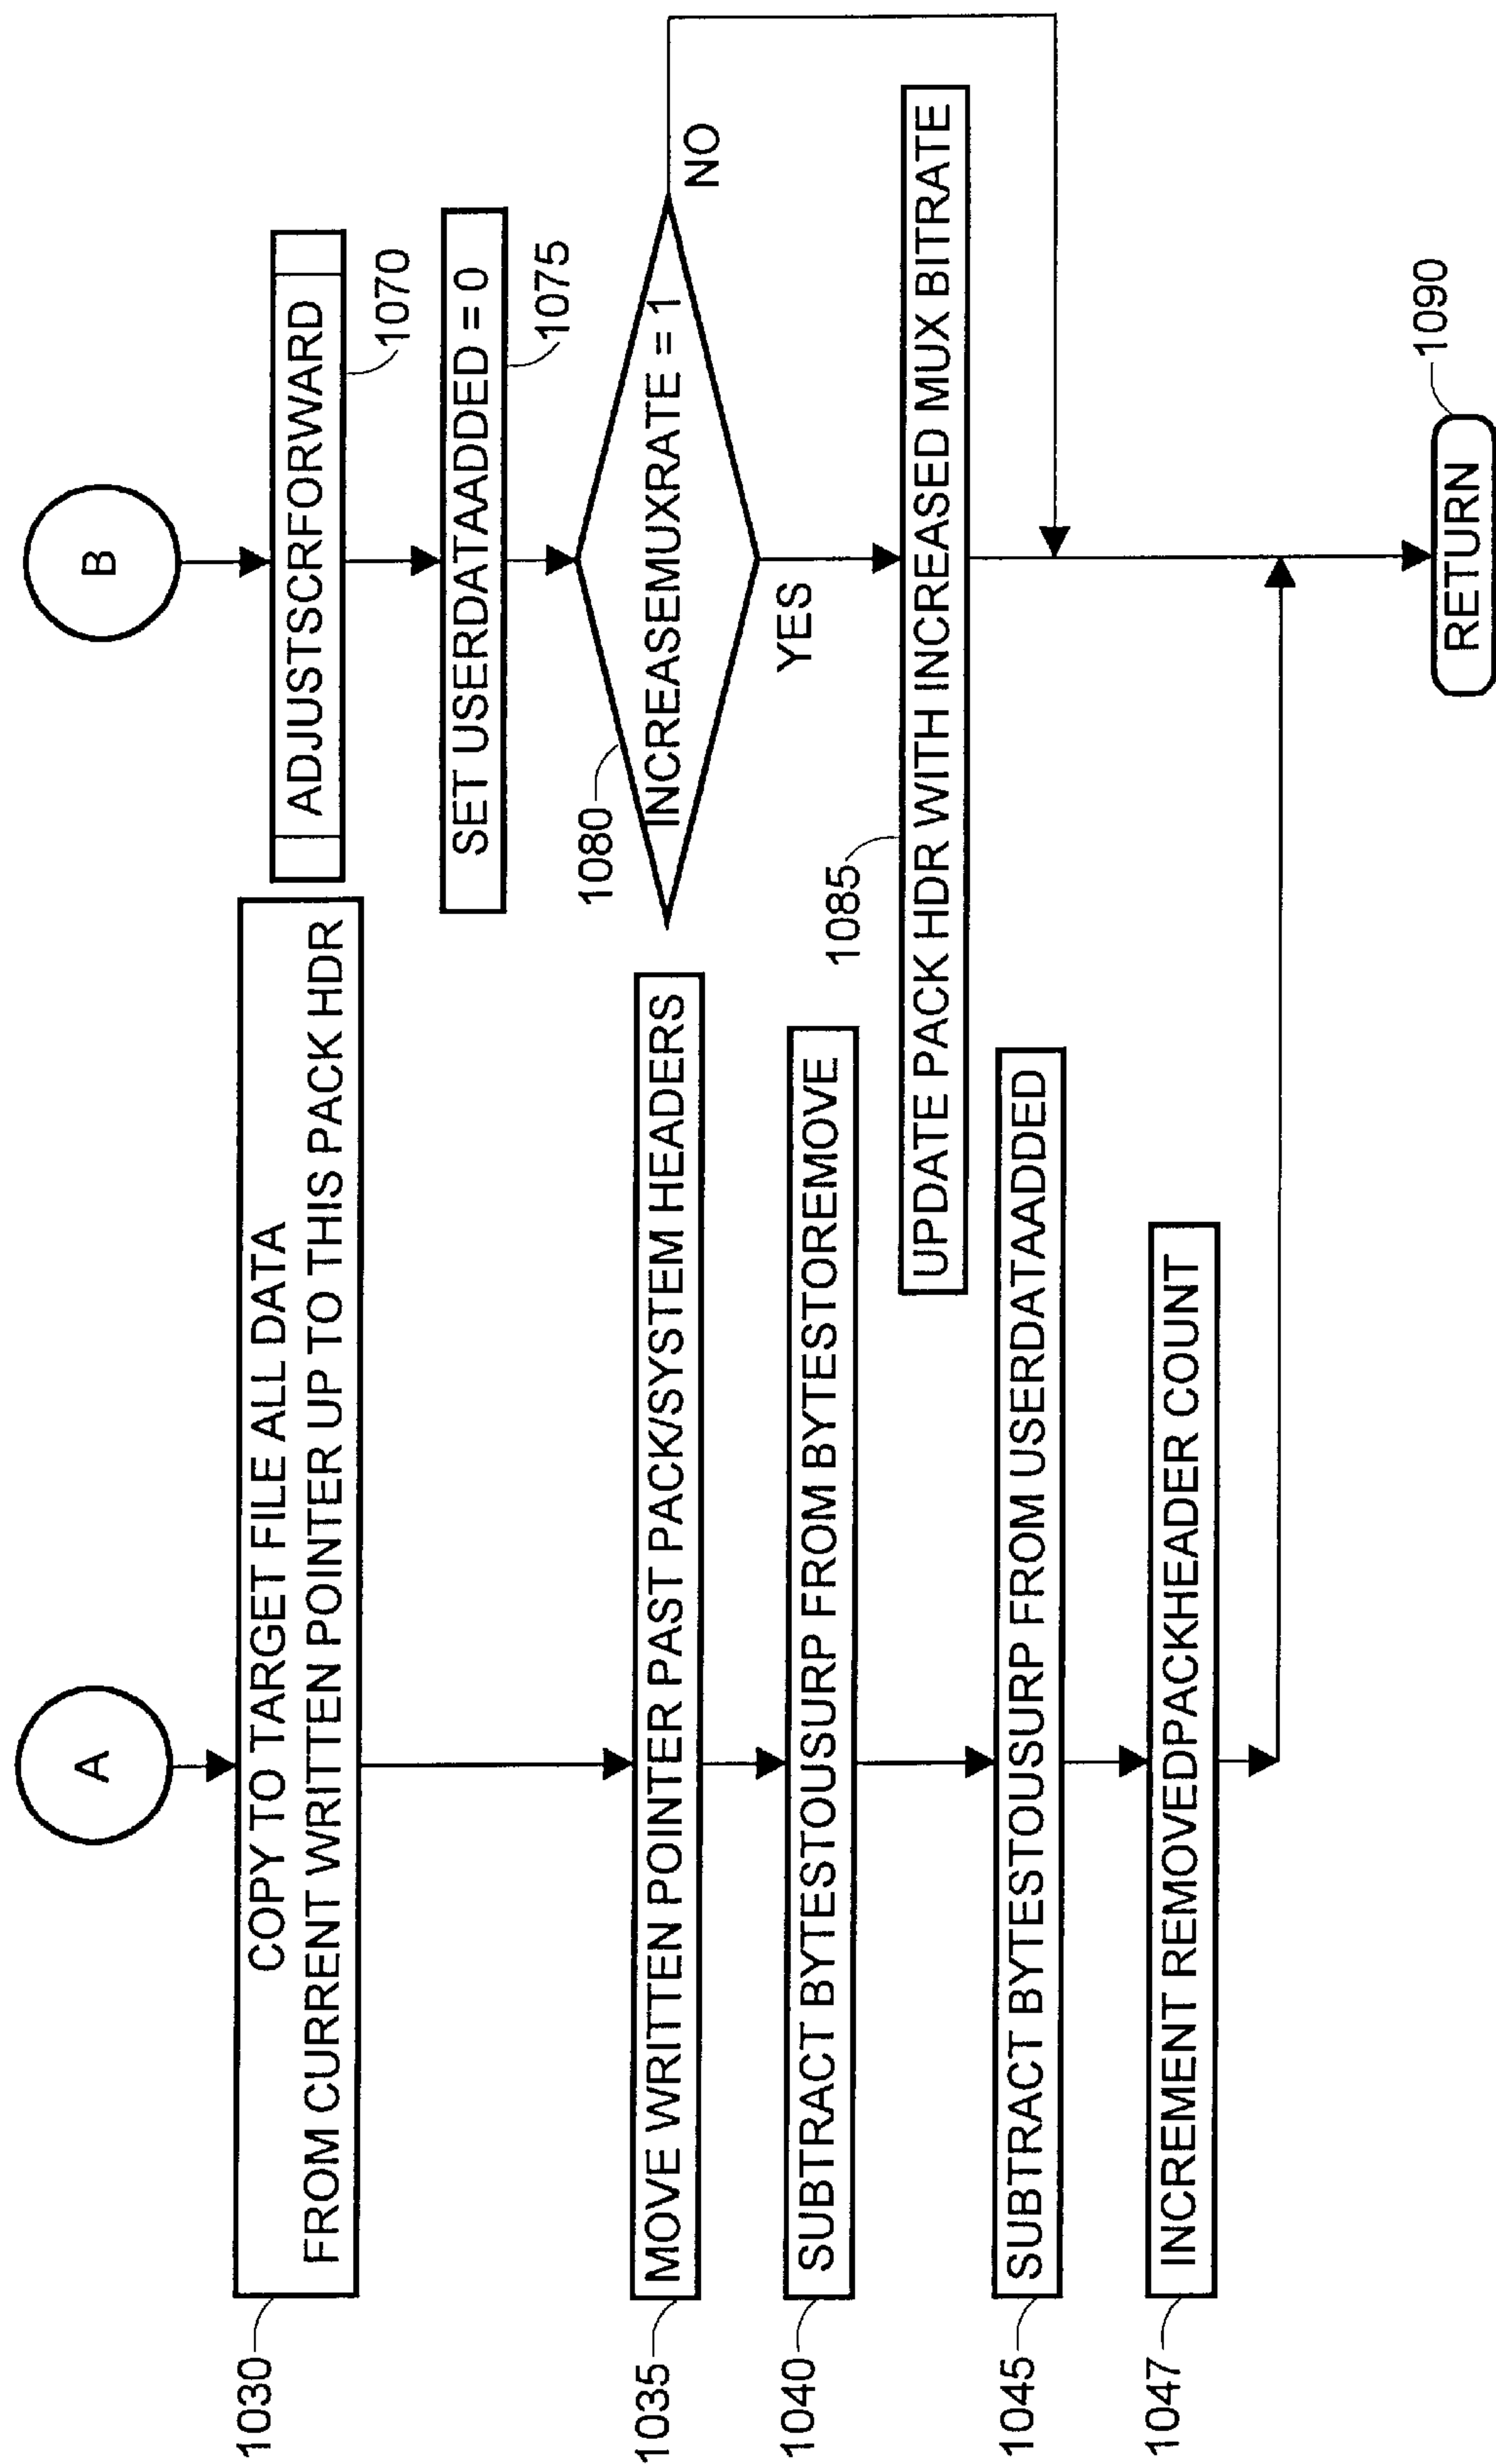 A
1030
COPY TO TARGET FILE ALL DATA
FROM CURRENT WRITTEN POINTER UP TO THIS PACK HDR
1035
MOVE WRITTEN POINTER PAST PACK/SYSTEM HEADERS
1040
SUBTRACT BYTESTOUSURP FROM BYTESTOREMOVE
1045
SUBTRACT BYTESTOUSURP FROM USERDATAADDED
1047
INCREMENT REMOVEDPACKHEADER COUNT
B
ADJUSTSCRFORWARD
1070
SET USERDATAADDED = 0
1075
1080
INCREASEMUXRATE = 1
NO
YES
1085
UPDATE PACK HDR WITH INCREASED MUX BITRATE
RETURN
1090